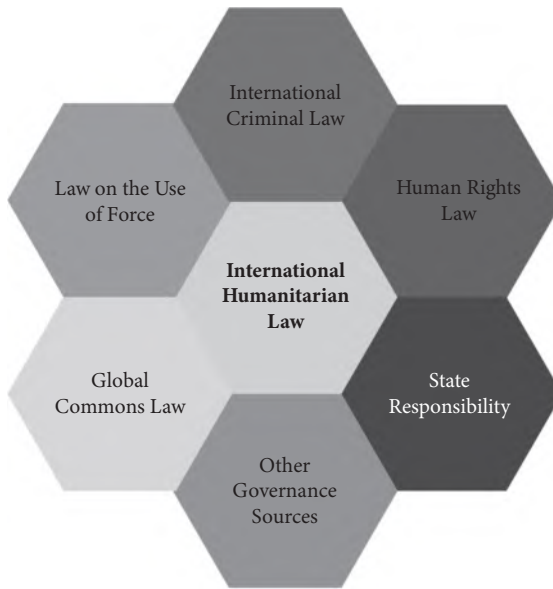 International
Criminal Law
Law on the Use
of Force
Human Rights
Law
International
Humanitarian
Law
Global
Commons Law
State
Responsibility
Other
Governance
Sources